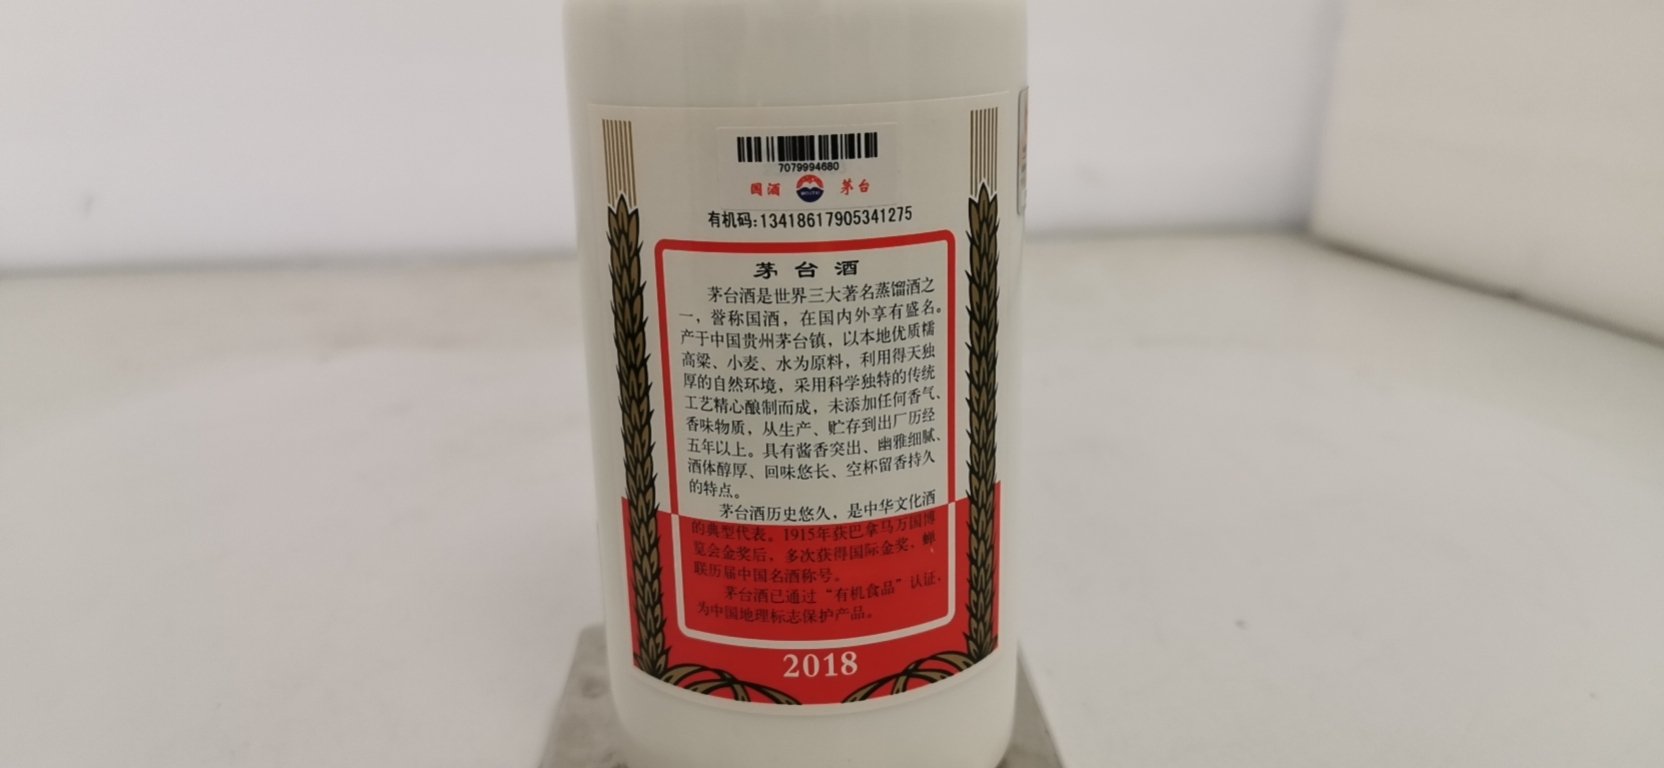 7079994680
国酒 茅台
有机码:13418617905341275
茅台酒
茅台酒是世界三大著名蒸馏酒之
一，誉称国酒，在国内外享有盛名。
产于中国贵州茅台镇，以本地优质糯
高粱、小麦、水为原料，利用得天独
厚的自然环境，采用科学独特的传统
工艺精心酿制而成，未添加任何香气、
香味物质，从生产、贮存到出厂历经
五年以上。具有酱香突出、幽雅细腻、
酒体醇厚、回味悠长、空杯留香持久
的特点。
茅台酒历史悠久，是中华文化酒
的典型代表。1915年获巴拿马万国博
览会金奖后，多次获得国际金奖，蝉
联历届中国名酒称号。
茅台酒已通过“有机食品”认证，
为中国地理标志保护产品。
2018